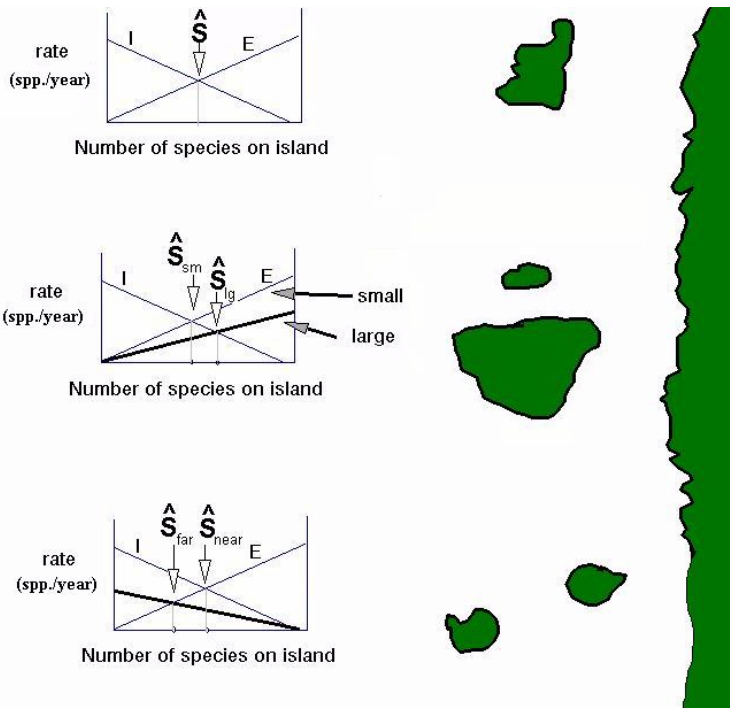 Ŝ
I
E
rate
(spp./year)
Number of species on island
Ŝsm
Ŝlg
I
E
small
large
rate
(spp./year)
Number of species on island
Ŝfar
Ŝnear
I
E
rate
(spp./year)
Number of species on island